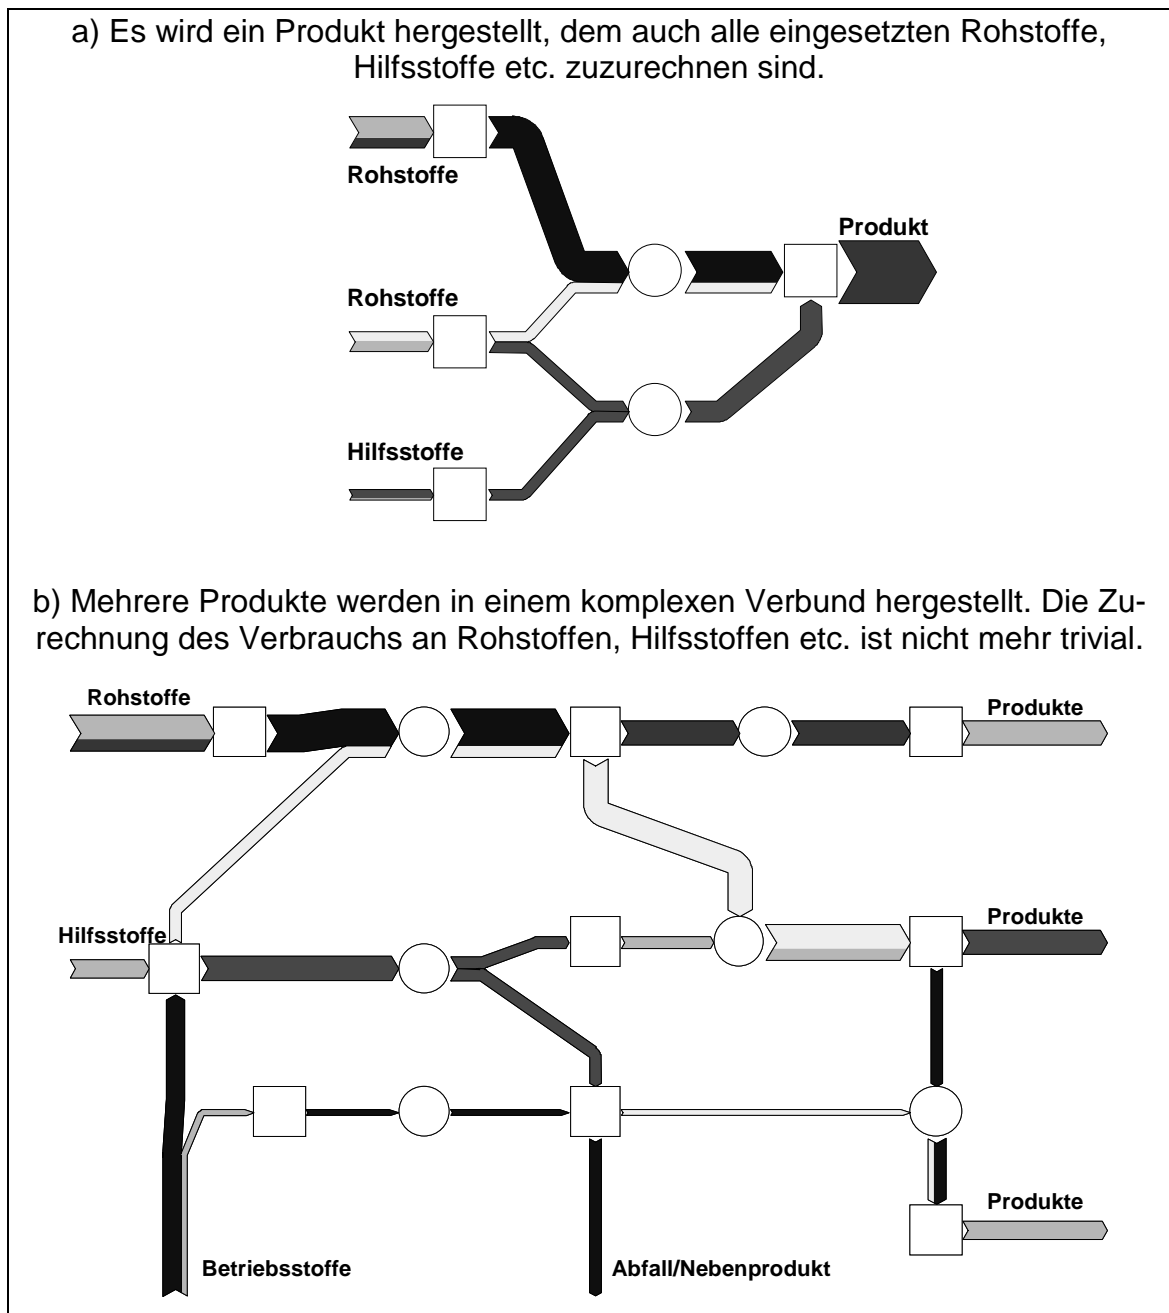 a) Es wird ein Produkt hergestellt, dem auch alle eingesetzten Rohstoffe,
Hilfsstoffe etc. zuzurechnen sind.
Rohstoffe
Produkt
Rohstoffe
Hilfsstoffe
b) Mehrere Produkte werden in einem komplexen Verbund hergestellt. Die Zu-
rechnung des Verbrauchs an Rohstoffen, Hilfsstoffen etc. ist nicht mehr trivial.
Rohstoffe
Produkte
Hilfsstoffe
Produkte
Produkte
Betriebsstoffe
Abfall/Nebenprodukt